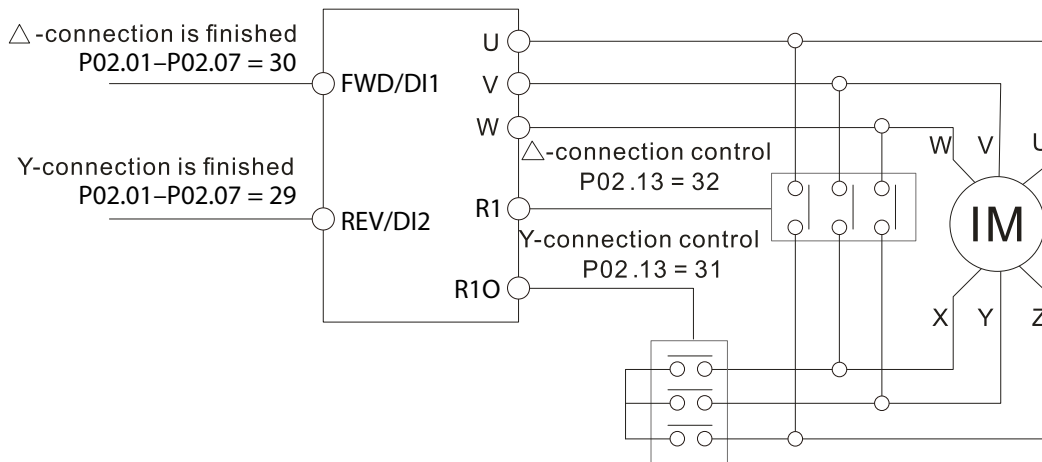 △-connection is finished
P02.01–P02.07 = 30
FWD/DI1
Y-connection is finished
P02.01–P02.07 = 29
REV/DI2
U
V
W
R1
R1O
△-connection control
P02.13 = 32
Y-connection control
P02.13 = 31
W V U
IM
X Y Z